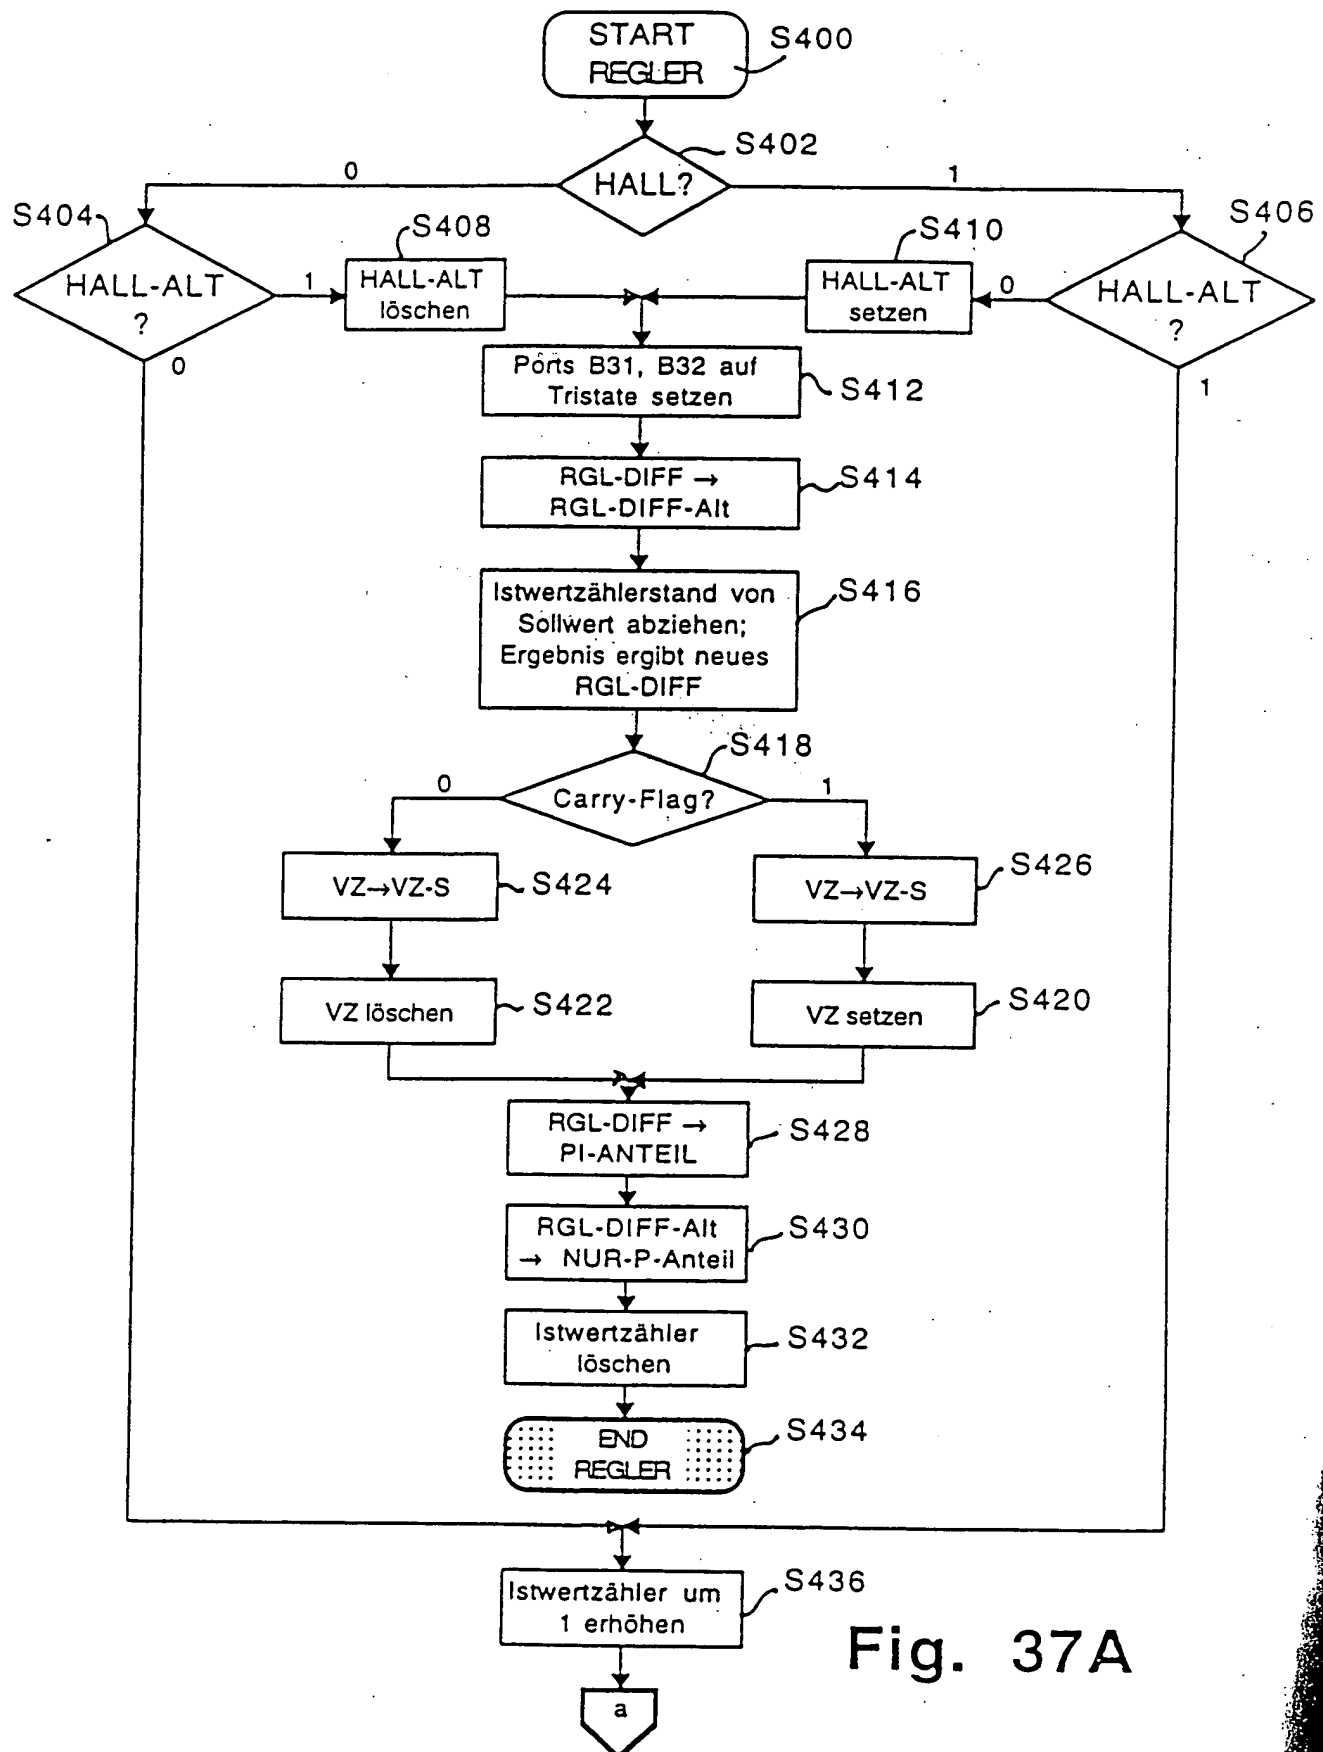 START
REGLER
S400
S402
HALL?
0
1
S404
HALL-ALT
?
1
0
S408
HALL-ALT
löschen
S410
HALL-ALT
setzen
0
S406
HALL-ALT
?
1
Ports B31, B32 auf
Tristate setzen
S412
RGL-DIFF →
RGL-DIFF-Alt
S414
Istwertzählerstand von
Sollwert abziehen;
Ergebnis ergibt neues
RGL-DIFF
S416
S418
Carry-Flag?
0
1
VZ→VZ-S
S424
VZ→VZ-S
S426
VZ löschen
S422
VZ setzen
S420
RGL-DIFF →
PI-ANTEIL
S428
RGL-DIFF-Alt
→ NUR-P-Anteil
S430
Istwertzähler
löschen
S432
END
REGLER
S434
Istwertzähler um
1 erhöhen
S436
a
Fig. 37A